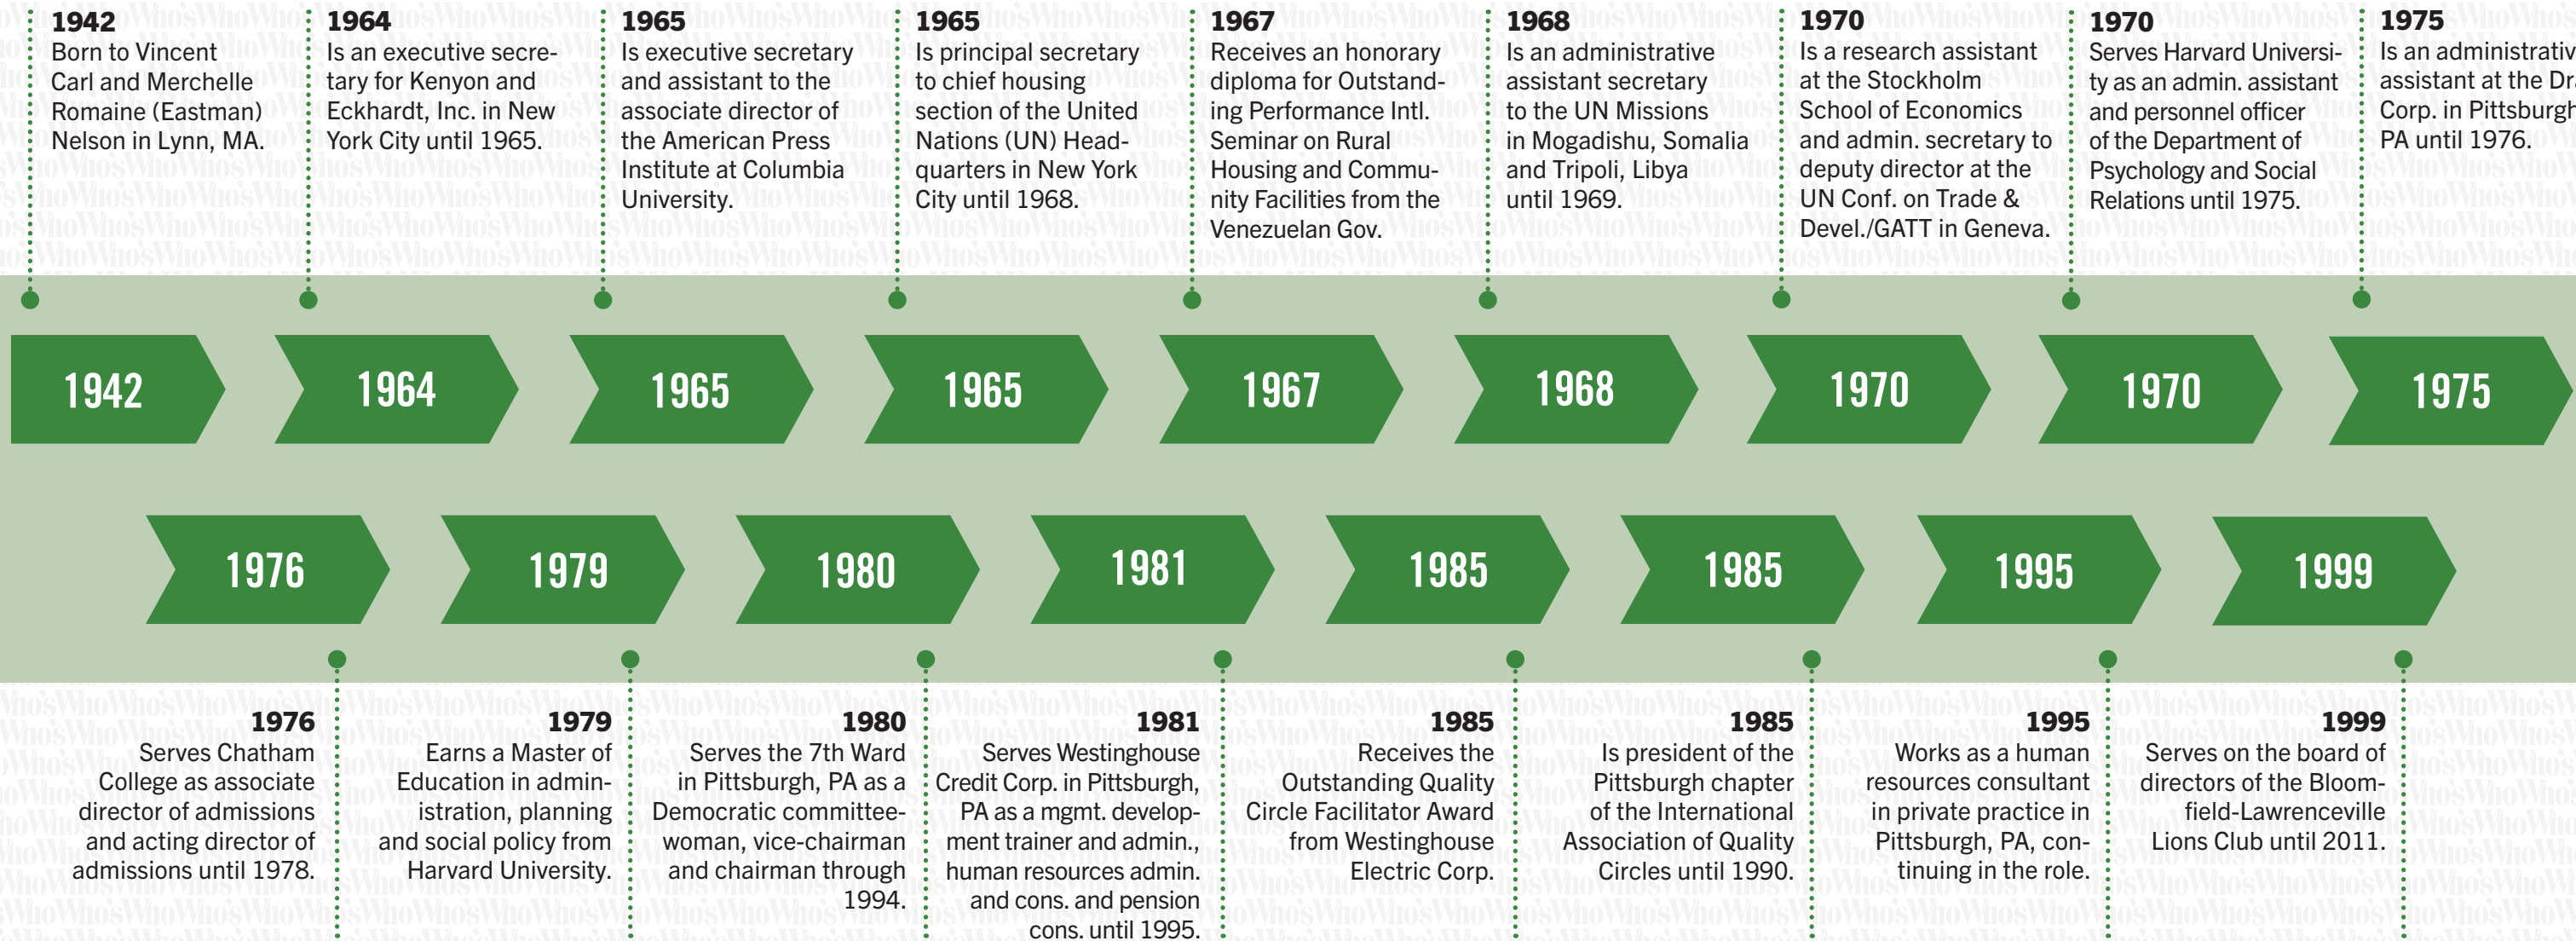 1942
Born to Vincent
Carl and Merchelle
Romaine (Eastman)
Nelson in Lynn, MA.
1964
Is an executive secre-
tary for Kenyon and
Eckhardt, Inc. in New
York City until 1965.
1965
Is executive secretary
and assistant to the
associate director of
the American Press
Institute at Columbia
University.
1965
Is principal secretary
to chief housing
section of the United
Nations (UN) Head-
quarters in New York
City until 1968.
1967
Receives an honorary
diploma for Outstand-
ing Performance Intl.
Seminar on Rural
Housing and Commu-
nity Facilities from the
Venezuelan Gov.
1968
Is an administrative
assistant secretary
to the UN Missions
in Mogadishu, Somalia
and Tripoli, Libya
until 1969.
1970
Is a research assistant
at the Stockholm
School of Economics
and admin. secretary to
deputy director at the
UN Conf. on Trade &
Devel./GATT in Geneva.
1970
Serves Harvard Universi-
ty as an admin. assistant
and personnel officer
of the Department of
Psychology and Social
Relations until 1975.
1975
Is an administrativ
assistant at the Dr
Corp. in Pittsburgh
PA until 1976.
1942
1964
1965
1965
1967
1968
1970
1970
1975
1976
1979
1980
1981
1985
1985
1995
1999
1976
Serves Chatham
College as associate
director of admissions
and acting director of
admissions until 1978.
1979
Earns a Master of
Education in admin-
istration, planning
and social policy from
Harvard University.
1980
Serves the 7th Ward
in Pittsburgh, PA as a
Democratic committee-
woman, vice-chairman
and chairman through
1994.
1981
Serves Westinghouse
Credit Corp. in Pittsburgh,
PA as a mgmt. develop-
ment trainer and admin.,
human resources admin.
and cons. and pension
cons. until 1995.
1985
Receives the
Outstanding Quality
Circle Facilitator Award
from Westinghouse
Electric Corp.
1985
Is president of the
Pittsburgh chapter
of the International
Association of Quality
Circles until 1990.
1995
Works as a human
resources consultant
in private practice in
Pittsburgh, PA, con-
tinuing in the role.
1999
Serves on the board of
directors of the Bloom-
field-Lawrenceville
Lions Club until 2011.